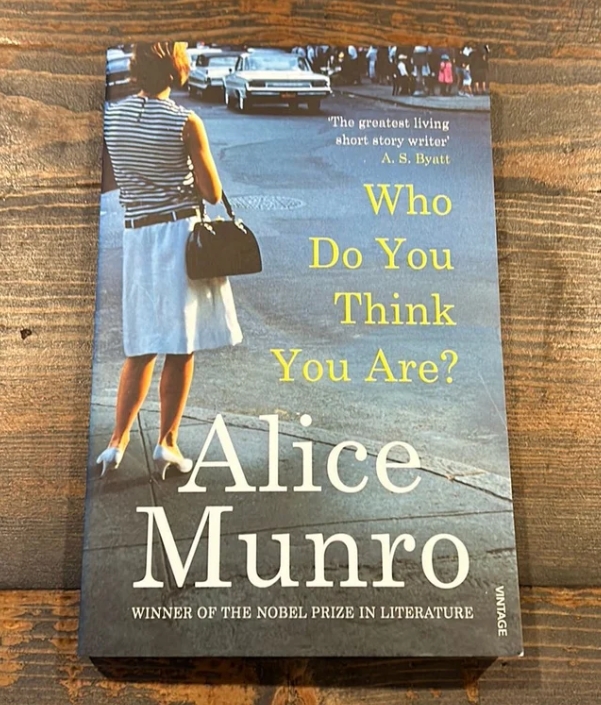 'The greatest living
short story writer'
A. S. Byatt
Who
Do You
Think
You Are?
Alice
Munro
WINNER OF THE NOBEL PRIZE IN LITERATURE
VINTAGE